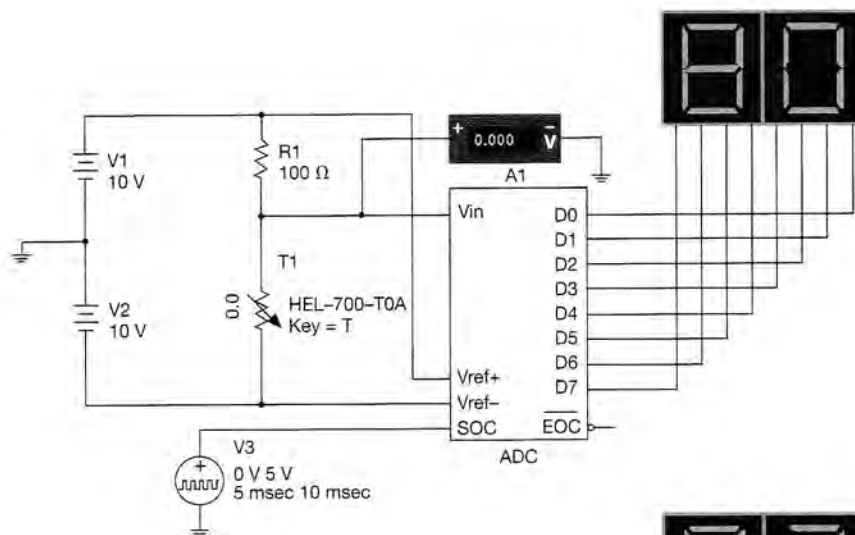 80
V1
10 V
R1
100 Ω
+ 0.000 – V
A1
Vin
D0
D1
D2
D3
D4
D5
D6
D7
T1
0.0
HEL–700–T0A
Key = T
V2
10 V
Vref+
Vref–
SOC
EOC
ADC
V3
0 V 5 V
5 msec 10 msec